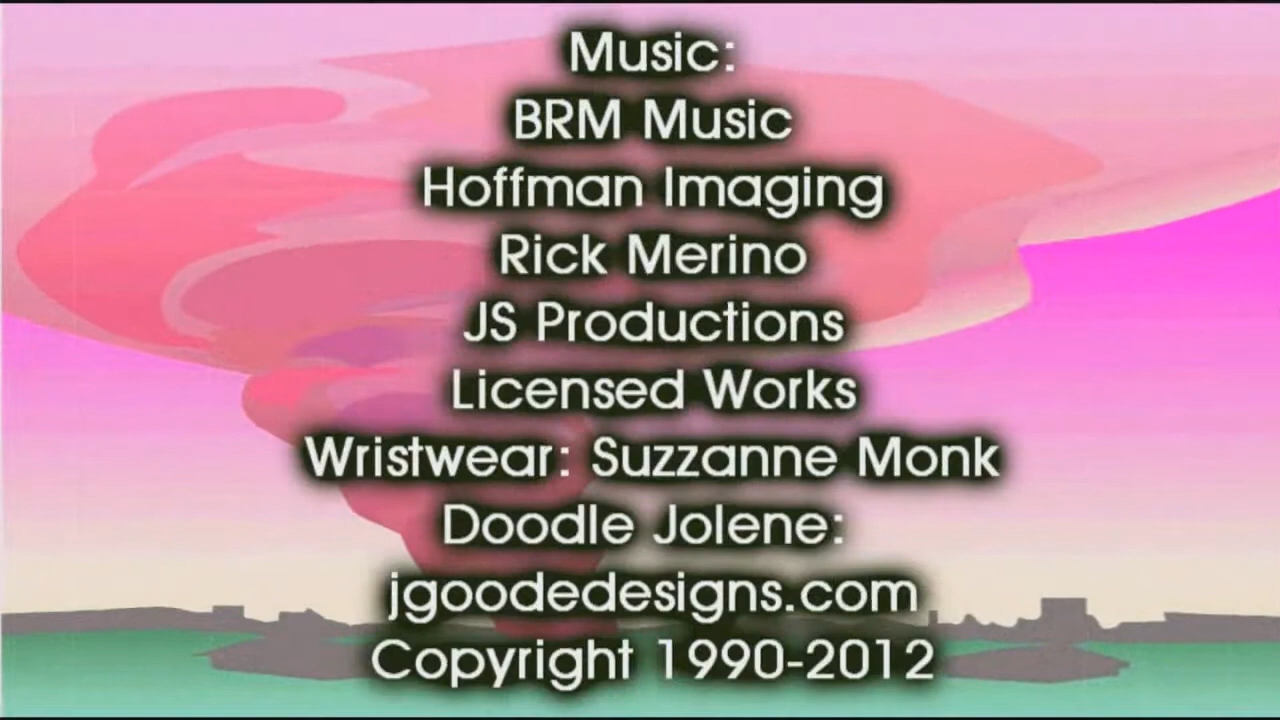 Music:
BRM Music
Hoffman Imaging
Rick Merino
JS Productions
Licensed Works
Wristwear: Suzzanne Monk
Doodle Jolene:
jgoodedesigns.com
Copyright 1990-2012